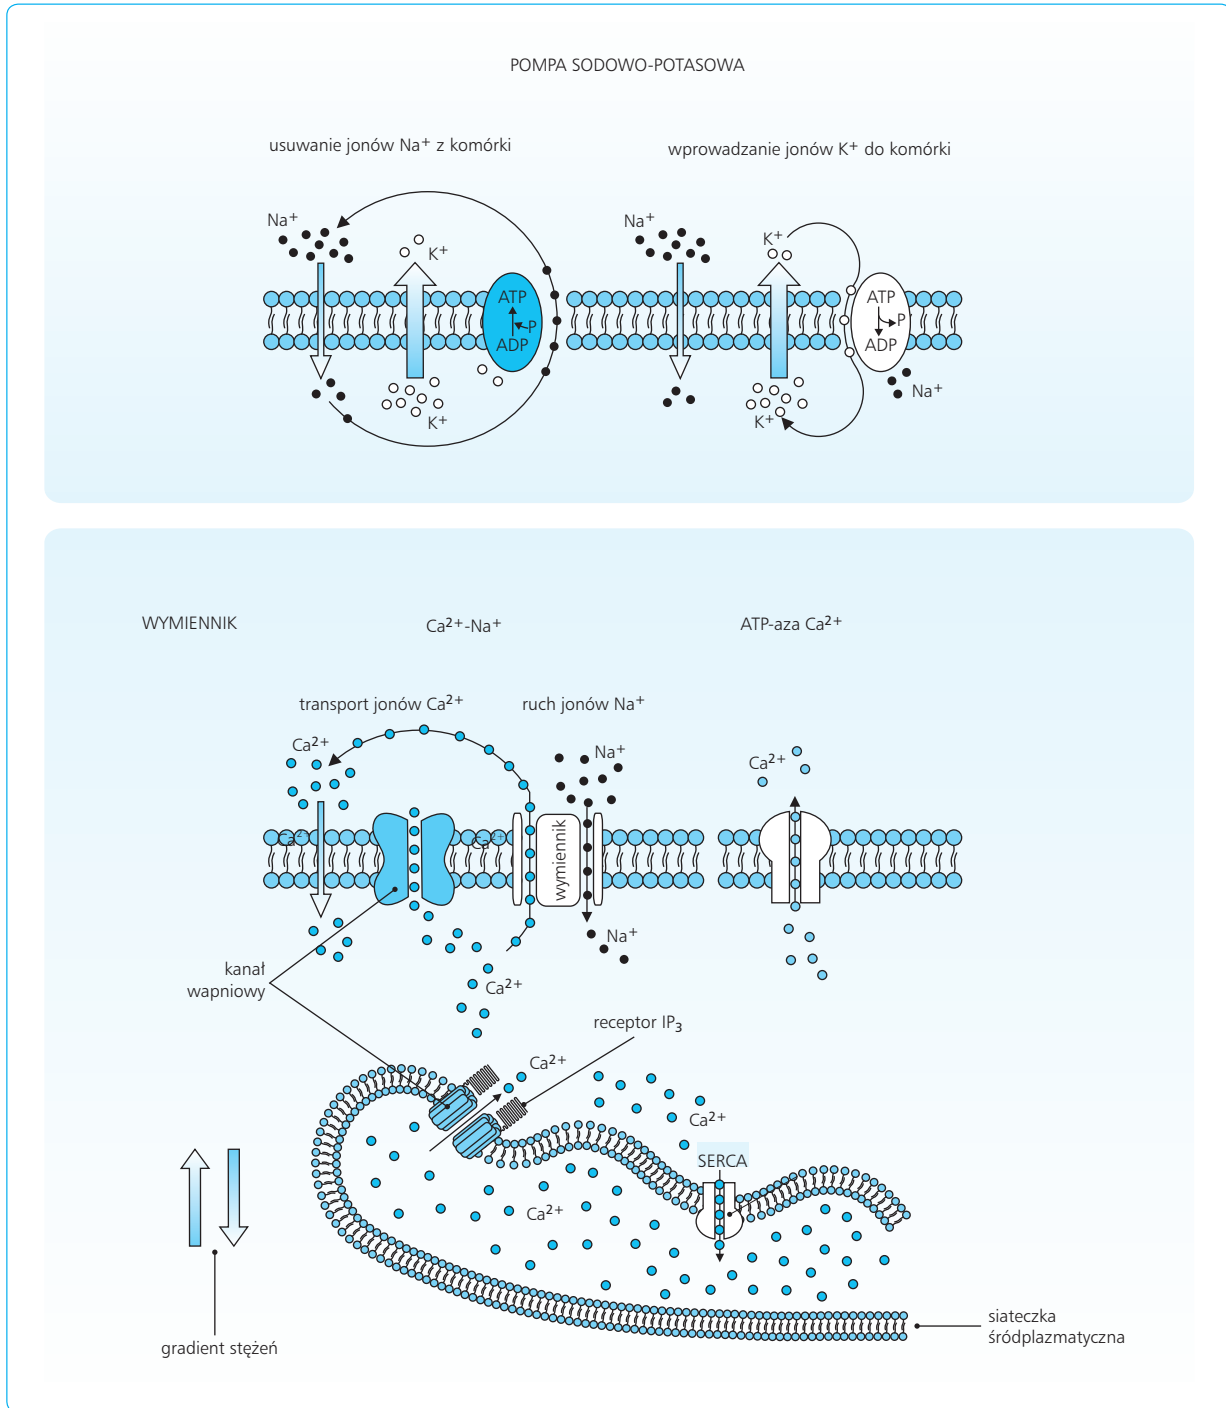 POMPA SODOWO-POTASOWA
usuwanie jonów Na⁺ z komórki
wprowadzanie jonów K⁺ do komórki
Na⁺
K⁺
ATP
P
ADP
K⁺
Na⁺
K⁺
ATP
P
ADP
Na⁺
K⁺
WYMIENNIK
Ca²⁺-Na⁺
ATP-aza Ca²⁺
transport jonów Ca²⁺
ruch jonów Na⁺
Ca²⁺
Na⁺
Ca²⁺
Ca²⁺
Ca²⁺
wymiennik
Na⁺
kanał
wapniowy
Ca²⁺
receptor IP₃
Ca²⁺
Ca²⁺
SERCA
Ca²⁺
gradient stężeń
siateczka
śródplazmatyczna